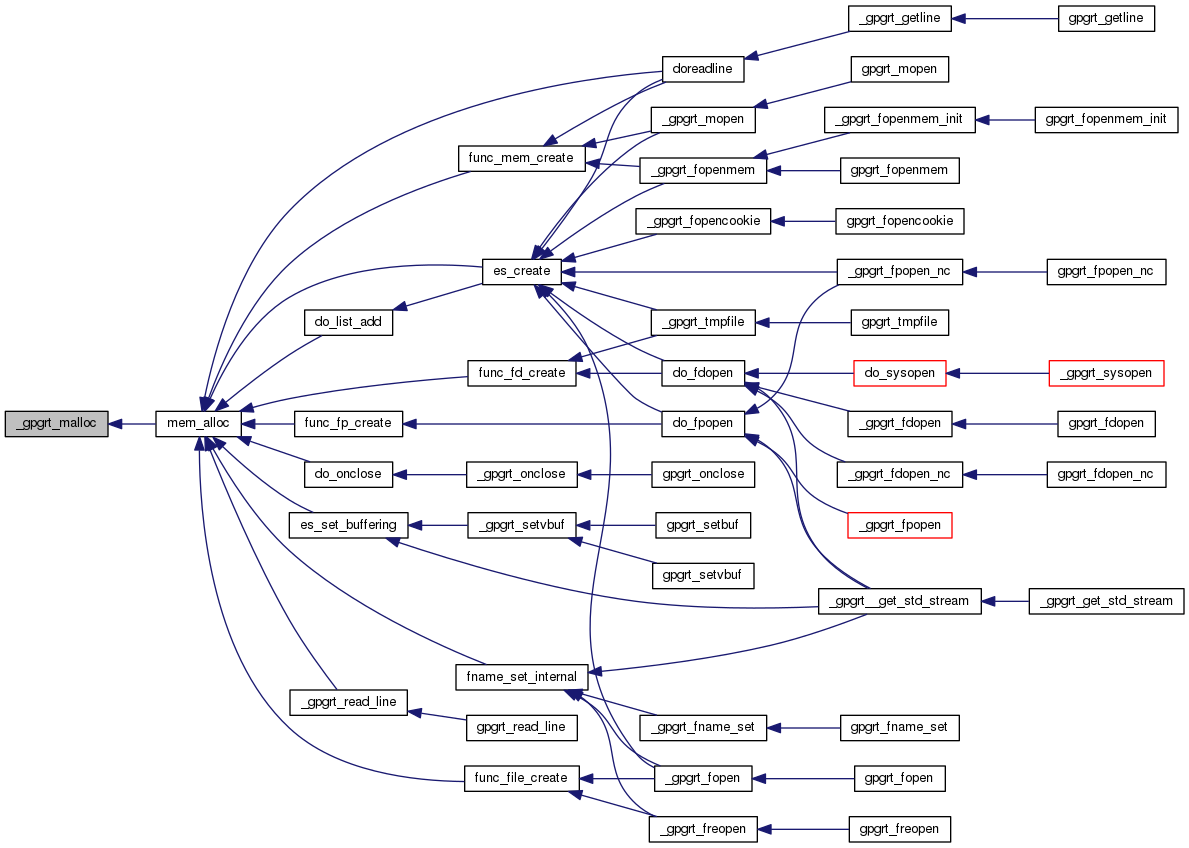 _gpgrt_getline
gpgrt_getline
doreadline
gpgrt_mopen
_gpgrt_mopen
_gpgrt_fopenmem_init
gpgrt_fopenmem_init
func_mem_create
_gpgrt_fopenmem
gpgrt_fopenmem
_gpgrt_fopencookie
gpgrt_fopencookie
es_create
_gpgrt_fpopen_nc
gpgrt_fpopen_nc
do_list_add
_gpgrt_tmpfile
gpgrt_tmpfile
func_fd_create
do_fdopen
do_sysopen
_gpgrt_sysopen
_gpgrt_malloc
mem_alloc
func_fp_create
do_fpopen
_gpgrt_fdopen
gpgrt_fdopen
do_onclose
_gpgrt_onclose
gpgrt_onclose
_gpgrt_fdopen_nc
gpgrt_fdopen_nc
es_set_buffering
_gpgrt_setvbuf
gpgrt_setbuf
_gpgrt_fpopen
gpgrt_setvbuf
_gpgrt__get_std_stream
_gpgrt_get_std_stream
fname_set_internal
_gpgrt_read_line
gpgrt_read_line
_gpgrt_fname_set
gpgrt_fname_set
func_file_create
_gpgrt_fopen
gpgrt_fopen
_gpgrt_freopen
gpgrt_freopen